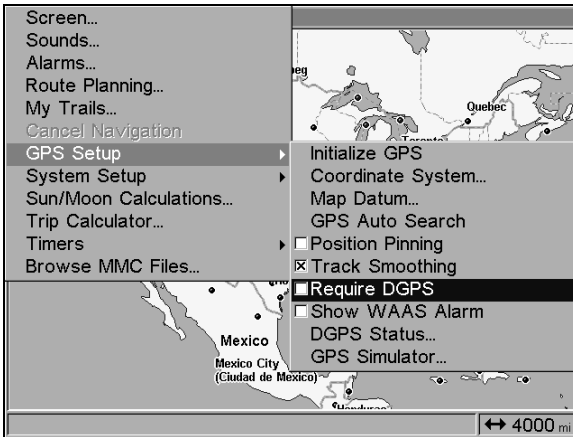 Screen...
Sounds...
Alarms...
Route Planning...
My Trails...
Cancel Navigation
GPS Setup
System Setup
Sun/Moon Calculations...
Trip Calculator...
Timers
Browse MMC Files...
Initialize GPS
Coordinate System...
Map Datum...
GPS Auto Search
Position Pinning
Track Smoothing
Require DGPS
Show WAAS Alarm
DGPS Status...
GPS Simulator...
Quebec
Toronto
Mexico
Mexico City
(Ciudad de Mexico)
4000 mi